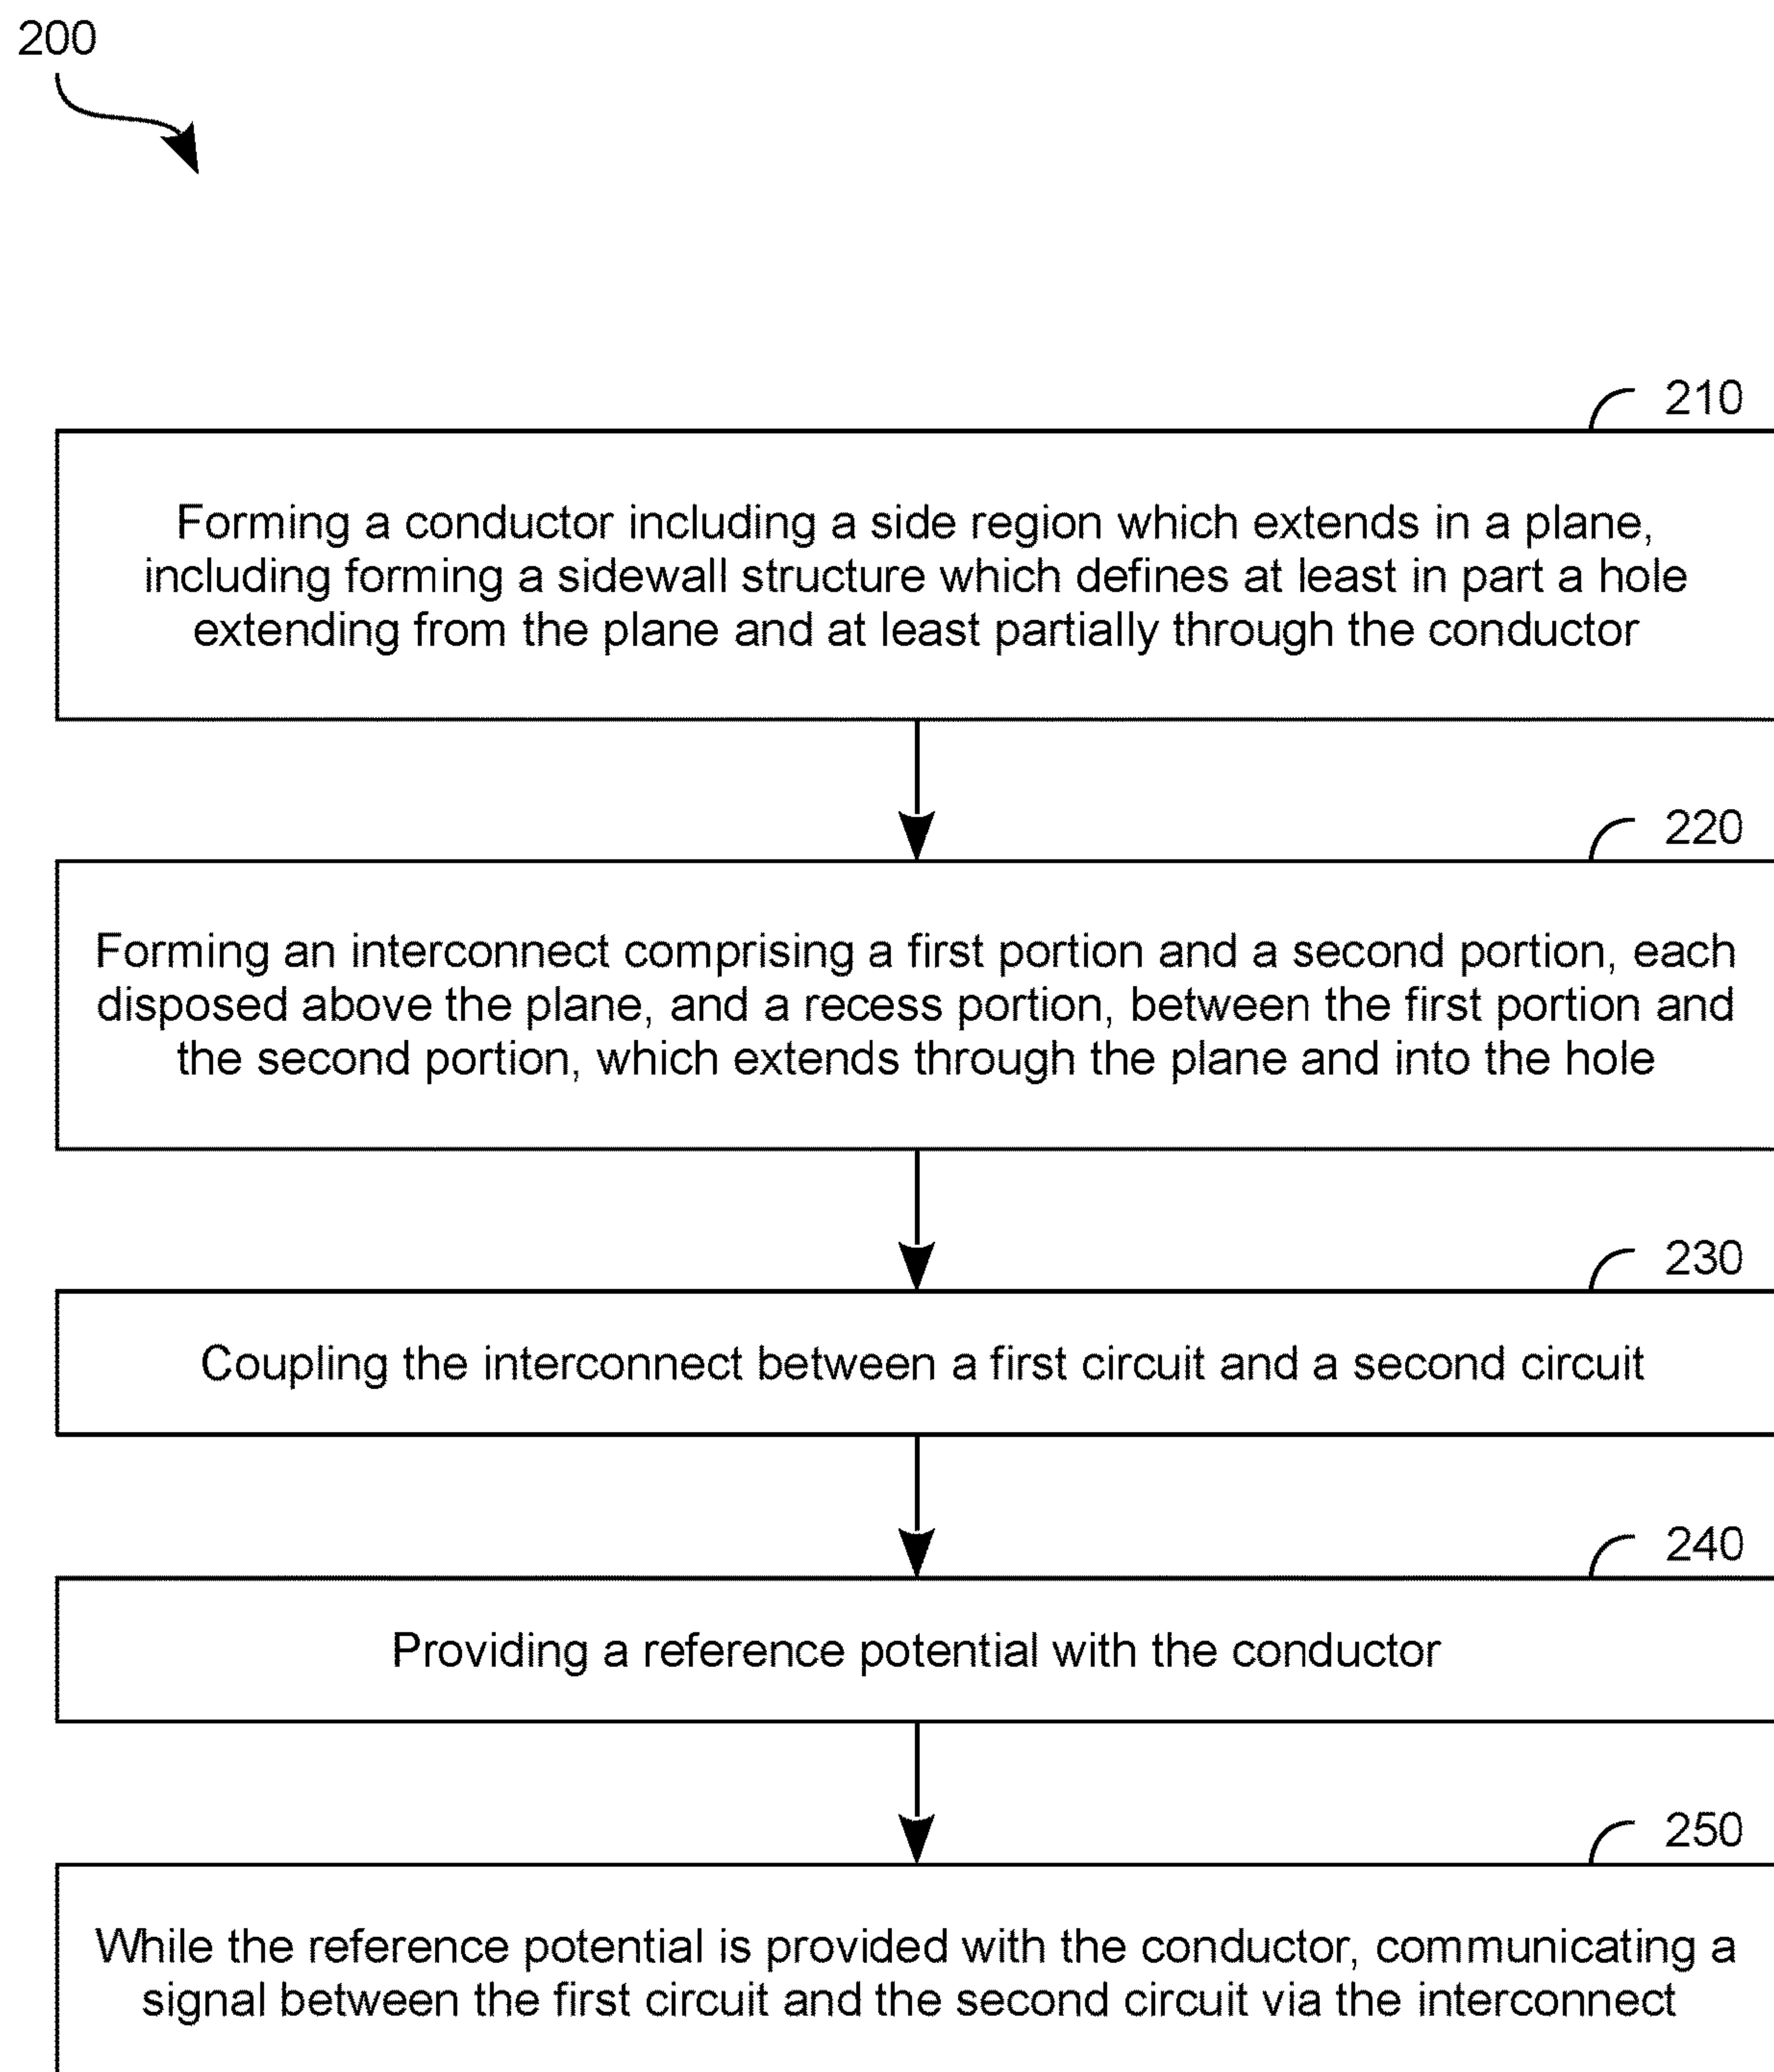 200
210
Forming a conductor including a side region which extends in a plane,
including forming a sidewall structure which defines at least in part a hole
extending from the plane and at least partially through the conductor
220
Forming an interconnect comprising a first portion and a second portion, each
disposed above the plane, and a recess portion, between the first portion and
the second portion, which extends through the plane and into the hole
230
Coupling the interconnect between a first circuit and a second circuit
240
Providing a reference potential with the conductor
250
While the reference potential is provided with the conductor, communicating a
signal between the first circuit and the second circuit via the interconnect